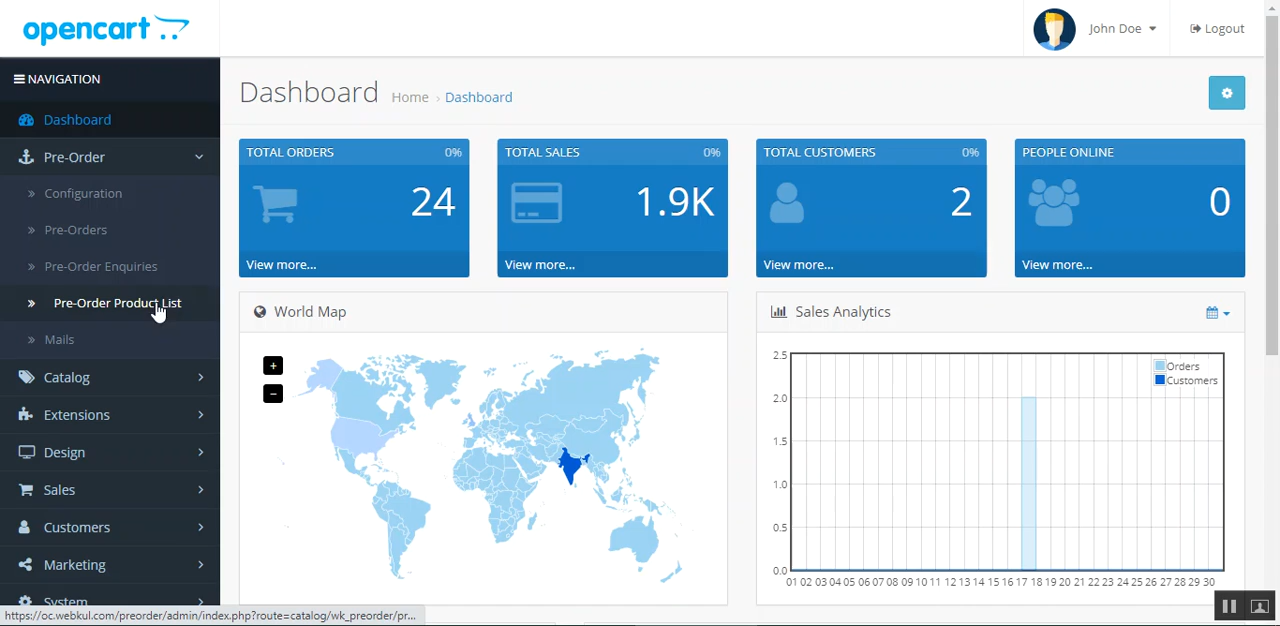 opencart
John Doe
Logout
NAVIGATION
Dashboard
Pre-Order
Configuration
Pre-Orders
Pre-Order Enquiries
Pre-Order Product List
Mails
Catalog
Extensions
Design
Sales
Customers
Marketing
System
Dashboard Home › Dashboard
TOTAL ORDERS 0%
24
View more...
TOTAL SALES 0%
1.9K
View more...
TOTAL CUSTOMERS 0%
2
View more...
PEOPLE ONLINE
0
View more...
World Map
+
−
Sales Analytics
Orders
Customers
2.5
2.0
1.5
1.0
0.5
0.0
01 02 03 04 05 06 07 08 09 10 11 12 13 14 15 16 17 18 19 20 21 22 23 24 25 26 27 28 29 30
https://oc.webkul.com/preorder/admin/index.php?route=catalog/wk_preorder/pr...